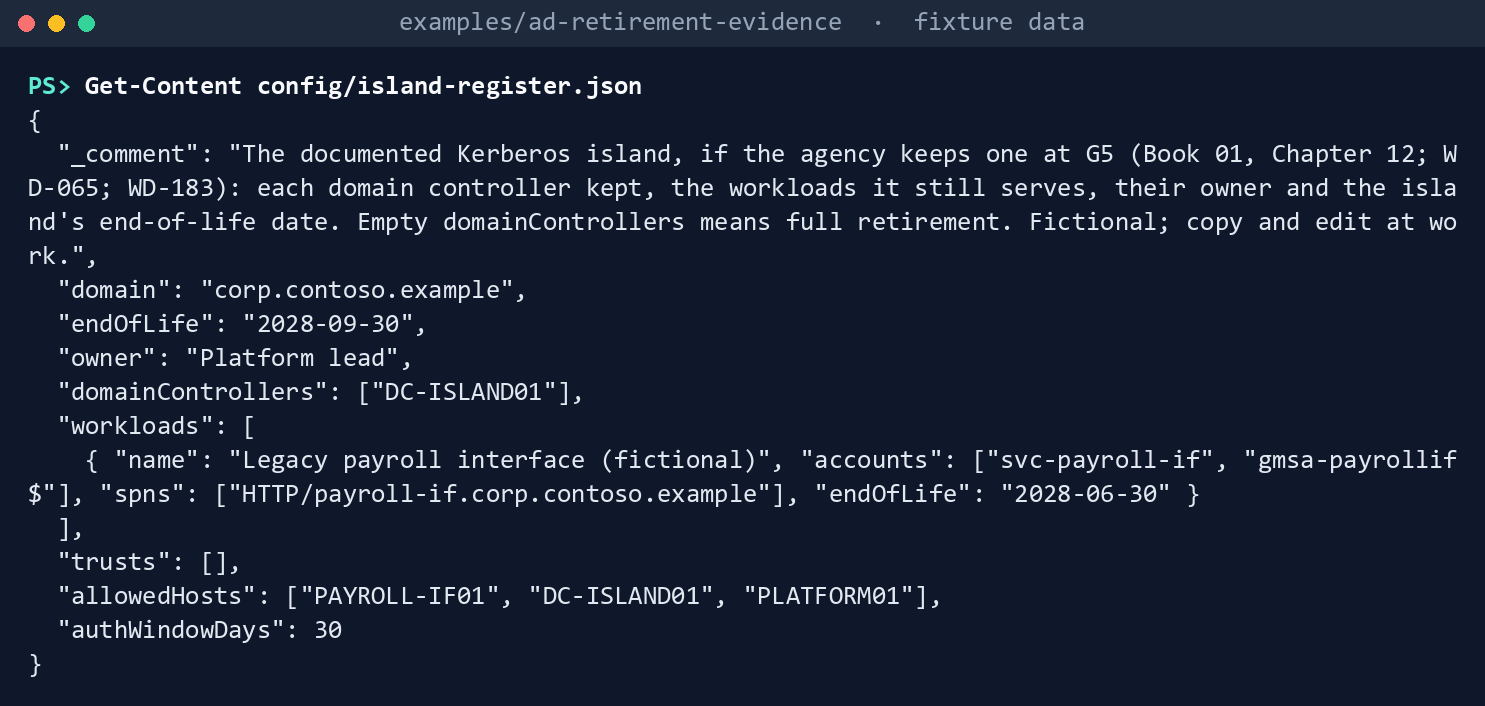 examples/ad-retirement-evidence · fixture data
PS> Get-Content config/island-register.json
{
  "_comment": "The documented Kerberos island, if the agency keeps one at G5 (Book 01, Chapter 12; W
D-065; WD-183): each domain controller kept, the workloads it still serves, their owner and the isla
nd's end-of-life date. Empty domainControllers means full retirement. Fictional; copy and edit at wo
rk.",
  "domain": "corp.contoso.example",
  "endOfLife": "2028-09-30",
  "owner": "Platform lead",
  "domainControllers": ["DC-ISLAND01"],
  "workloads": [
    { "name": "Legacy payroll interface (fictional)", "accounts": ["svc-payroll-if", "gmsa-payrollif
$"], "spns": ["HTTP/payroll-if.corp.contoso.example"], "endOfLife": "2028-06-30" }
  ],
  "trusts": [],
  "allowedHosts": ["PAYROLL-IF01", "DC-ISLAND01", "PLATFORM01"],
  "authWindowDays": 30
}